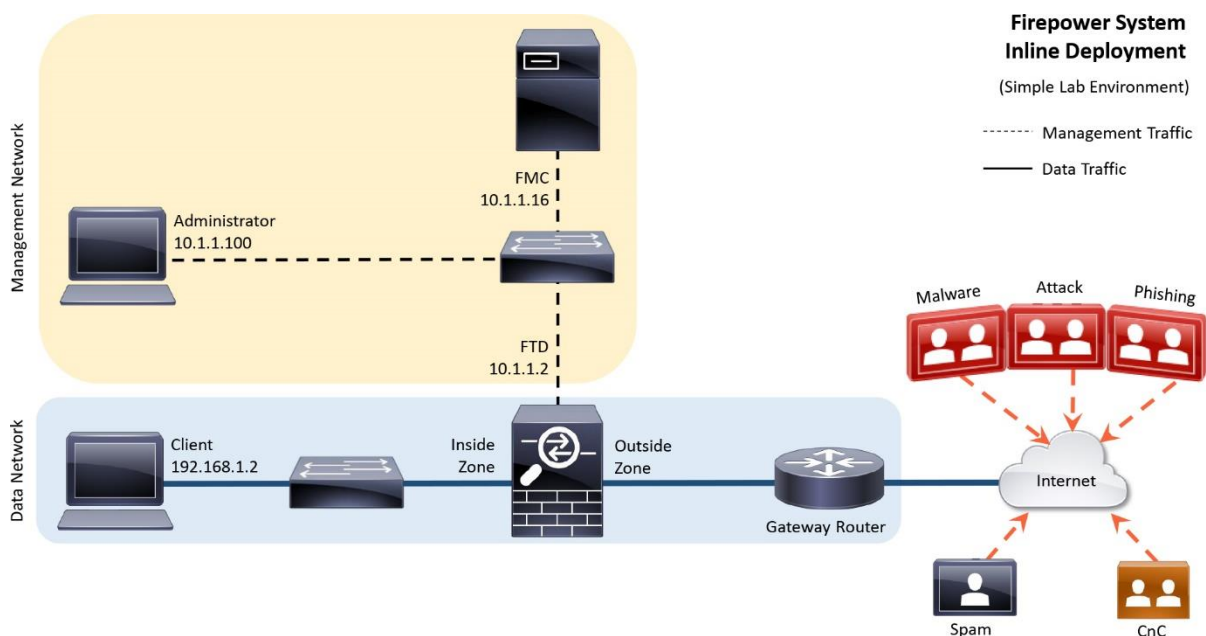 Firepower System
Inline Deployment
(Simple Lab Environment)
Management Traffic
Data Traffic
Management Network
FMC
10.1.1.16
Administrator
10.1.1.100
FTD
10.1.1.2
Malware
Attack
Phishing
Data Network
Client
192.168.1.2
Inside
Zone
Outside
Zone
Gateway Router
Internet
Spam
CnC